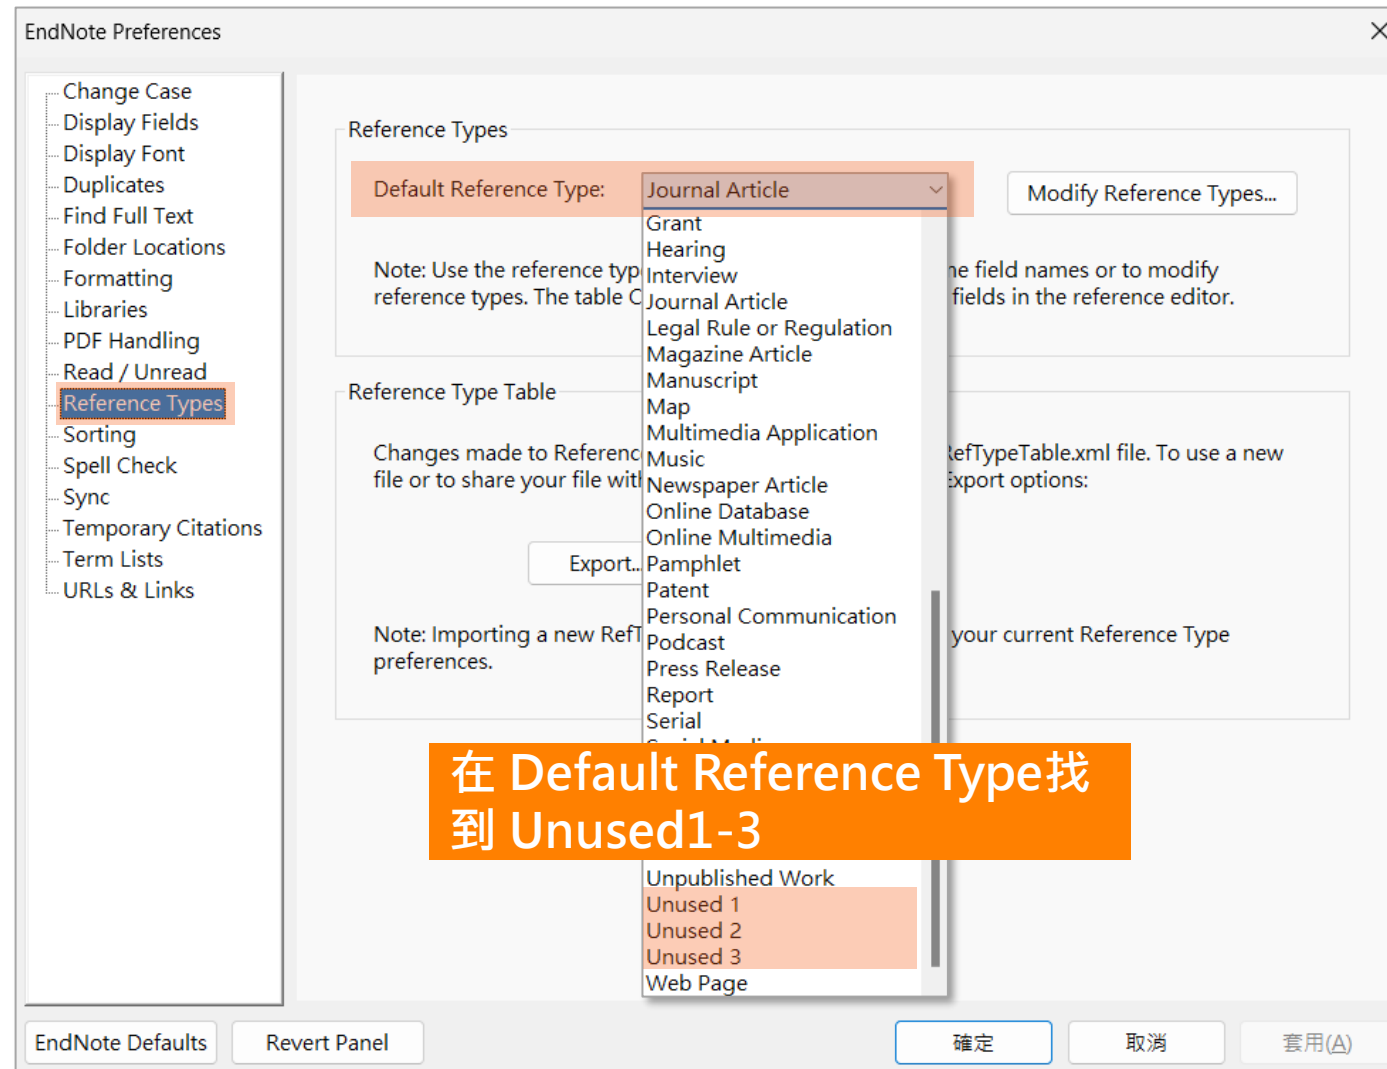 EndNote Preferences
Change Case
Display Fields
Display Font
Duplicates
Find Full Text
Folder Locations
Formatting
Libraries
PDF Handling
Read / Unread
Reference Types
Sorting
Spell Check
Sync
Temporary Citations
Term Lists
URLs & Links
Reference Types
Default Reference Type:
Journal Article
Modify Reference Types...
Note: Use the reference
field names or to modify
reference types. The table
fields in the reference editor.
Grant
Hearing
Interview
Journal Article
Legal Rule or Regulation
Magazine Article
Manuscript
Map
Multimedia Application
Music
Newspaper Article
Online Database
Online Multimedia
Pamphlet
Patent
Personal Communication
Podcast
Press Release
Report
Serial
Reference Type Table
Changes made to
RefTypeTable.xml file. To use a new
file or to share your file
Export options:
Export...
Note: Importing a new
your current Reference Type
preferences.
在 Default Reference Type找
到 Unused1-3
Unpublished Work
Unused 1
Unused 2
Unused 3
Web Page
EndNote Defaults
Revert Panel
確定
取消
套用(A)